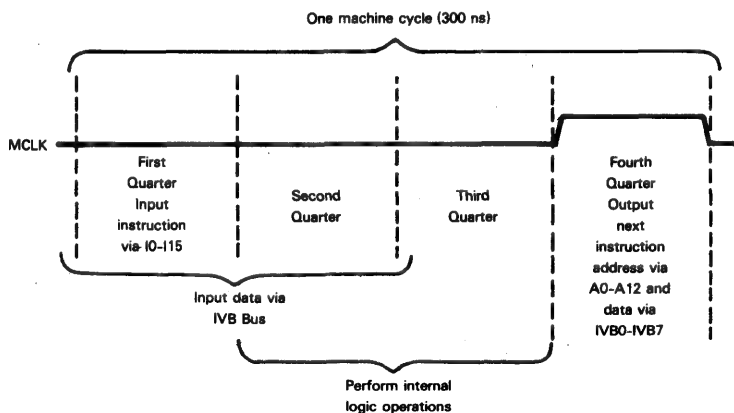 One machine cycle (300 ns)
MCLK
First
Quarter
Input
instruction
via I0-I15
Second
Quarter
Third
Quarter
Fourth
Quarter
Output
next
instruction
address via
A0-A12 and
data via
IVB0-IVB7
Input data via
IVB Bus
Perform internal
logic operations